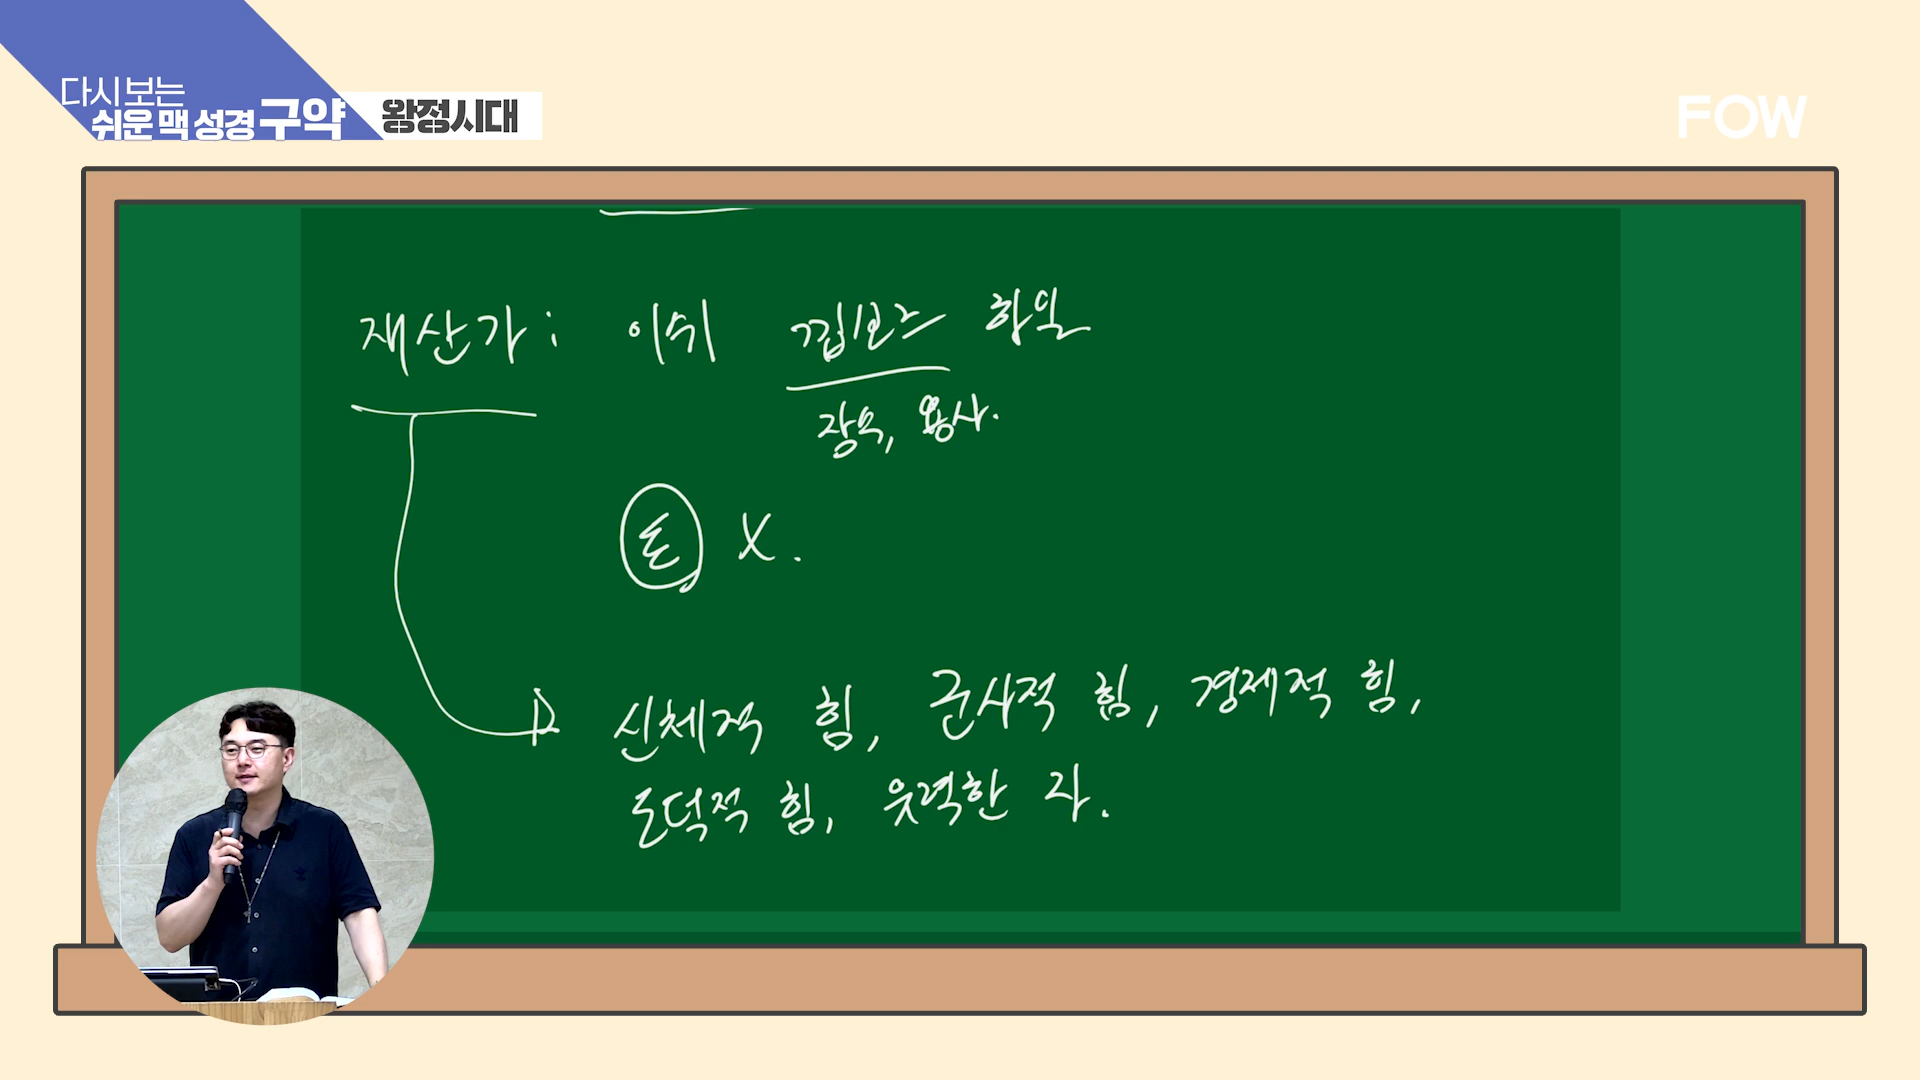 다시 보는
쉬운 맥 성경 구약
왕정시대
FOW
재산가 : 이쉬 깁보르 하일
장수, 용사.
돈 X.
신체적 힘, 군사적 힘, 경제적 힘,
도덕적 힘, 유력한 자.